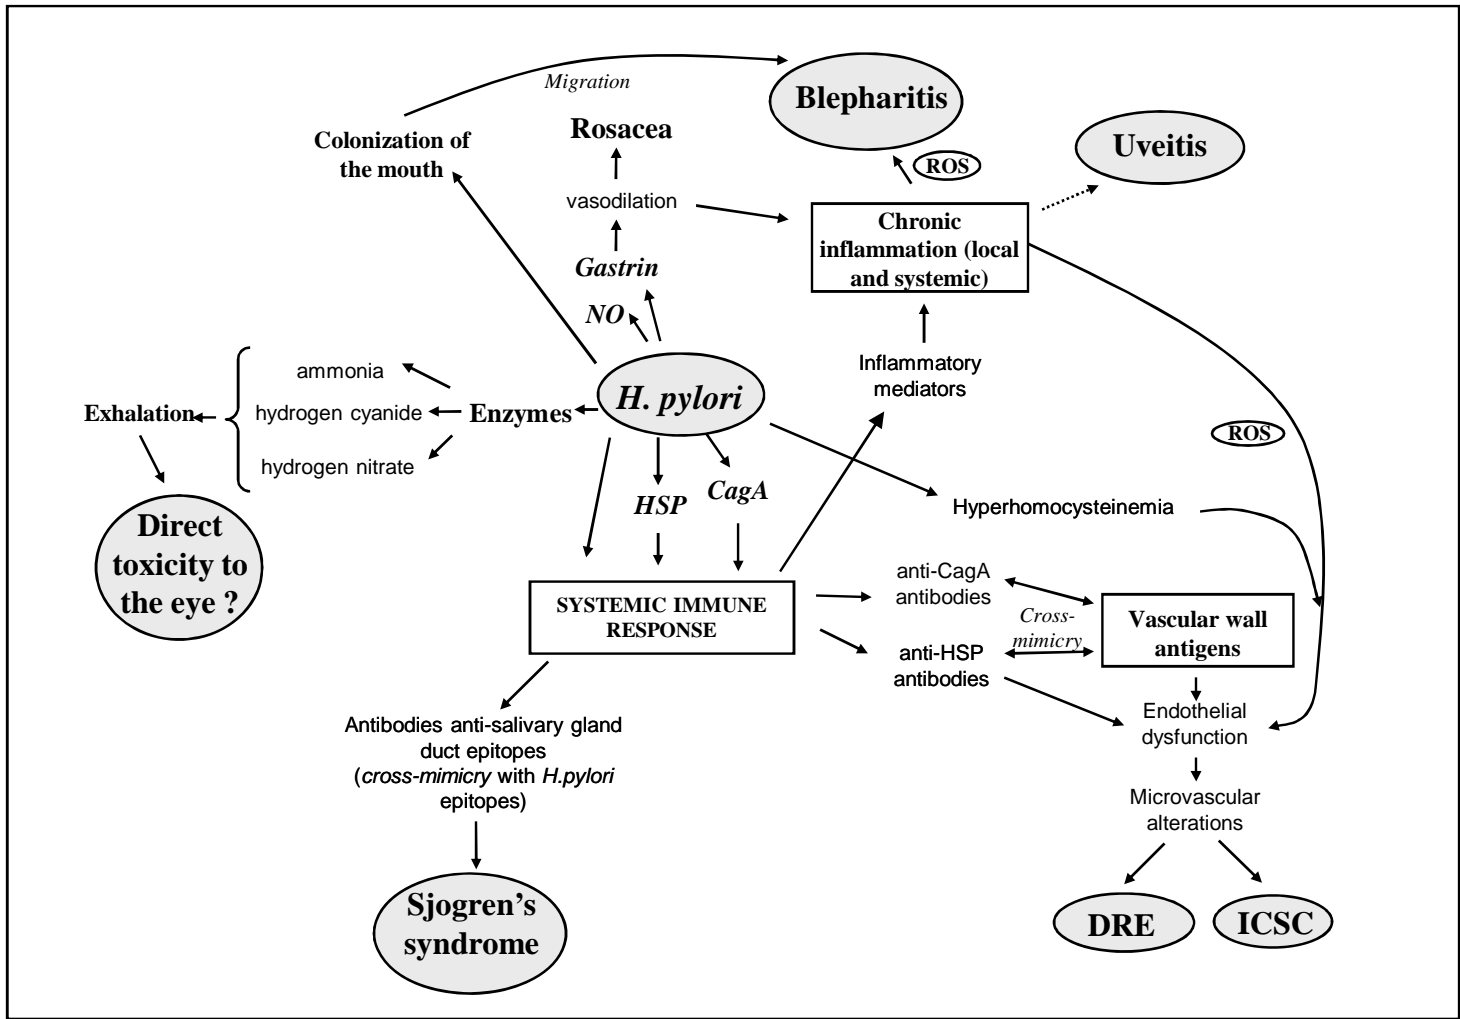 Migration
Blepharitis
Rosacea
Uveitis
Colonization of
the mouth
ROS
vasodilation
Chronic
inflammation (local
and systemic)
Gastrin
NO
Inflammatory
mediators
ammonia
H. pylori
Exhalation
hydrogen cyanide
Enzymes
ROS
hydrogen nitrate
HSP
CagA
Hyperhomocysteinemia
Direct
toxicity to
the eye ?
anti-CagA
antibodies
SYSTEMIC IMMUNE
RESPONSE
Cross-
mimicry
Vascular wall
antigens
anti-HSP
antibodies
Antibodies anti-salivary gland
duct epitopes
(cross-mimicry with H.pylori
epitopes)
Endothelial
dysfunction
Microvascular
alterations
Sjogren’s
syndrome
DRE
ICSC